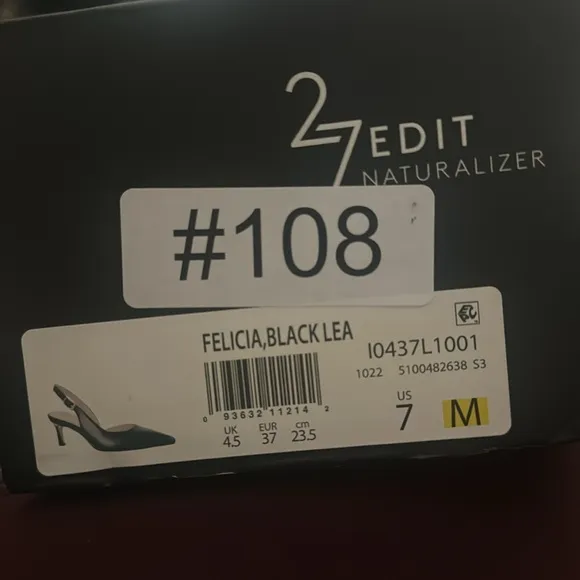 27 EDIT
NATURALIZER
#108
FELICIA,BLACK LEA
I0437L1001
1022 5100482638 S3
0 93632 11214 2
UK EUR cm
4.5 37 23.5
US
7 M